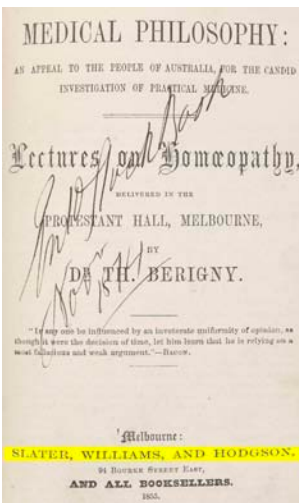 MEDICAL PHILOSOPHY:
AN APPEAL TO THE PEOPLE OF AUSTRALIA, FOR THE CANDID
INVESTIGATION OF PRACTICAL MEDICINE.
Lectures on Homœopathy,
DELIVERED IN THE
PROTESTANT HALL, MELBOURNE,
BY
DR TH. BERIGNY.
"If any one be influenced by an inveterate uniformity of opinion, as
though it were the decision of time, let him learn that he is relying on a
most fallacious and weak argument."—BACON.
Melbourne:
SLATER, WILLIAMS, AND HODGSON.
94 BOURKE STREET EAST,
AND ALL BOOKSELLERS.